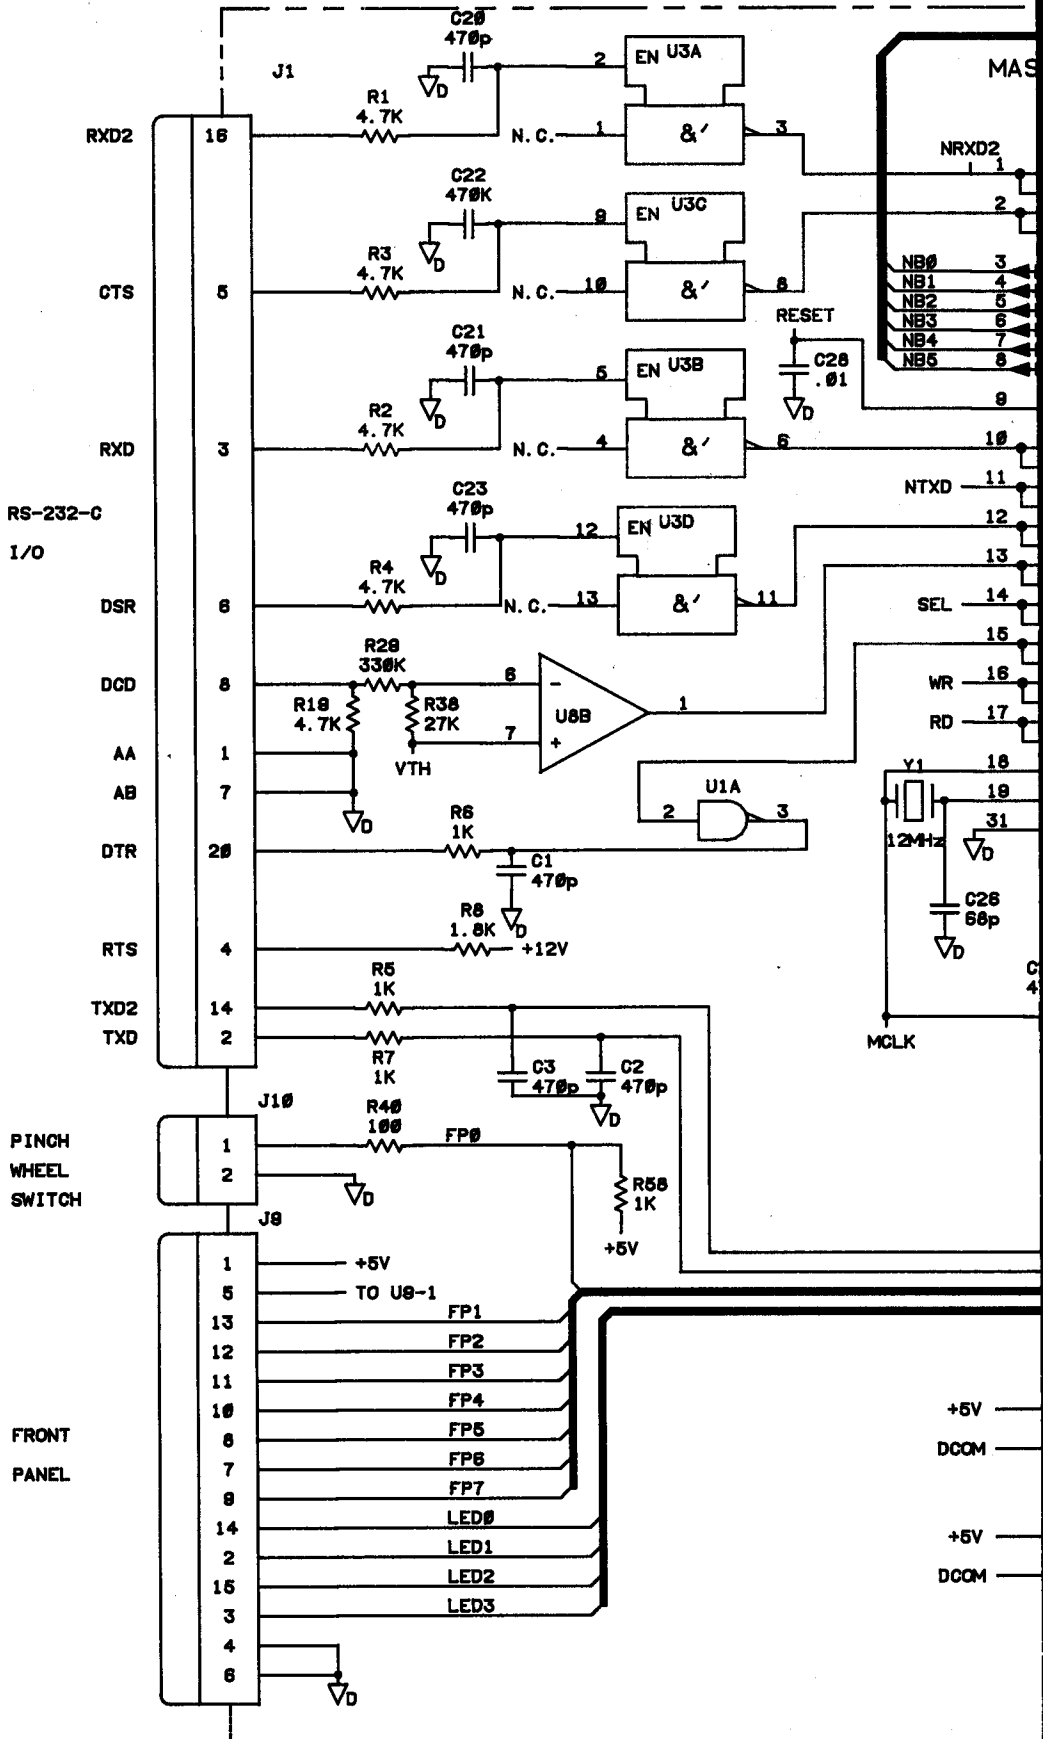 C20
470p
J1
R1
4.7K
RXD2
16
2
EN U3A
N.C.
1
&'
3
MAS
NRXD2
1
C22
470K
R3
4.7K
CTS
5
9
EN U3C
N.C.
10
&'
8
2
NB0 3
NB1 4
NB2 5
NB3 6
NB4 7
NB5 8
RESET
C28
.01
D
9
C21
470p
R2
4.7K
RXD
3
5
EN U3B
N.C.
4
&'
6
10
NTXD
11
RS-232-C
I/O
C23
470p
R4
4.7K
DSR
6
12
EN U3D
N.C.
13
&'
11
12
13
SEL
14
15
WR
16
RD
17
DCD
8
R29
330K
R19
4.7K
R38
27K
VTH
6
-
7
+
U8B
1
AA
1
AB
7
D
U1A
2
3
Y1
18
19
31
12MHz
D
C26
68p
D
DTR
20
R6
1K
C1
470p
D
RTS
4
R8
1.8K
+12V
TXD2
14
R5
1K
TXD
2
R7
1K
C3
470p
C2
470p
D
MCLK
C
4
J10
PINCH
WHEEL
SWITCH
1
R40
100
FP0
2
D
R58
1K
+5V
J9
1
+5V
5
TO U9-1
13
FP1
12
FP2
11
FP3
10
FP4
8
FP5
7
FP6
9
FP7
14
LED0
2
LED1
15
LED2
3
LED3
4
6
D
FRONT
PANEL
+5V
DCOM
+5V
DCOM